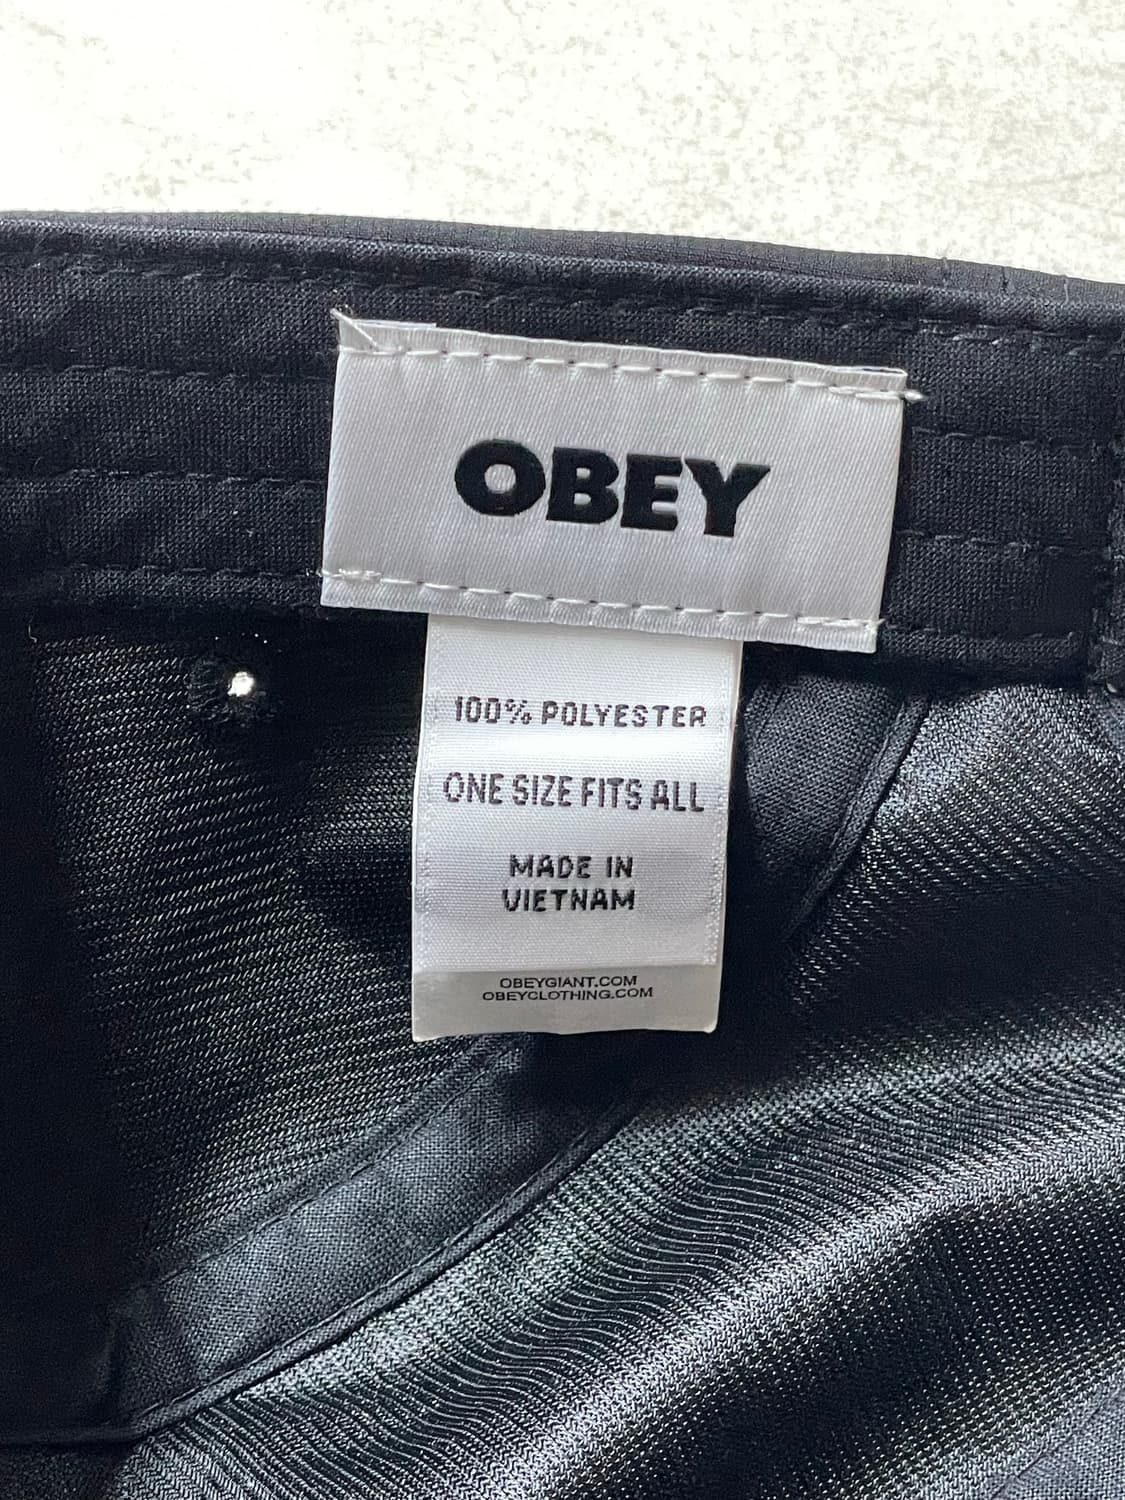 OBEY
100% POLYESTER
ONE SIZE FITS ALL
MADE IN
VIETNAM
OBEYGIANT.COM
OBEYCLOTHING.COM